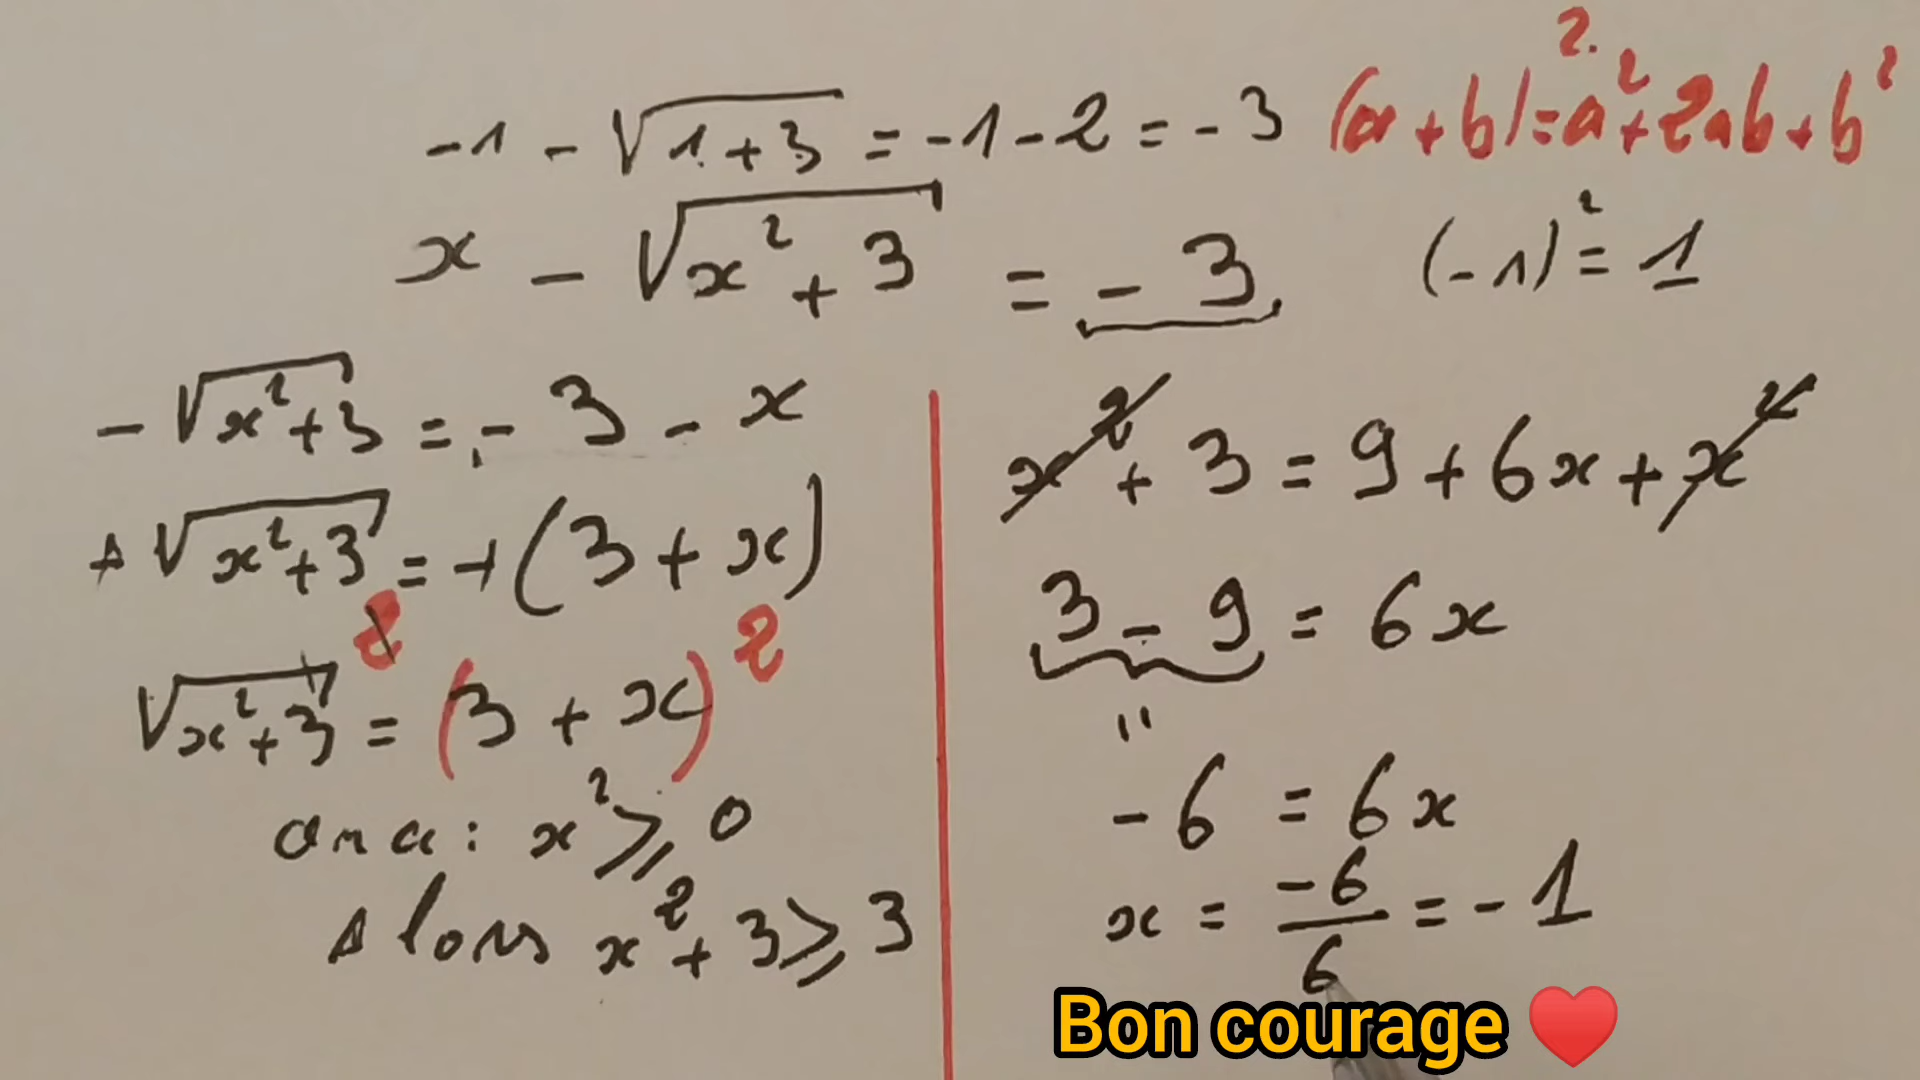 -1 - √(1+3) = -1 - 2 = -3
(a + b)² = a² + 2ab + b²
x - √(x² + 3) = -3
(-1)² = 1
-√(x²+3) = -3 - x
+√(x²+3) = +(3 + x)
√(x²+3)² = (3 + x)²
on a : x² ⩾ 0
Alors x² + 3 ⩾ 3
x² + 3 = 9 + 6x + x²
3 - 9 = 6x
"
-6 = 6x
x = -6/6 = -1
Bon courage ❤️